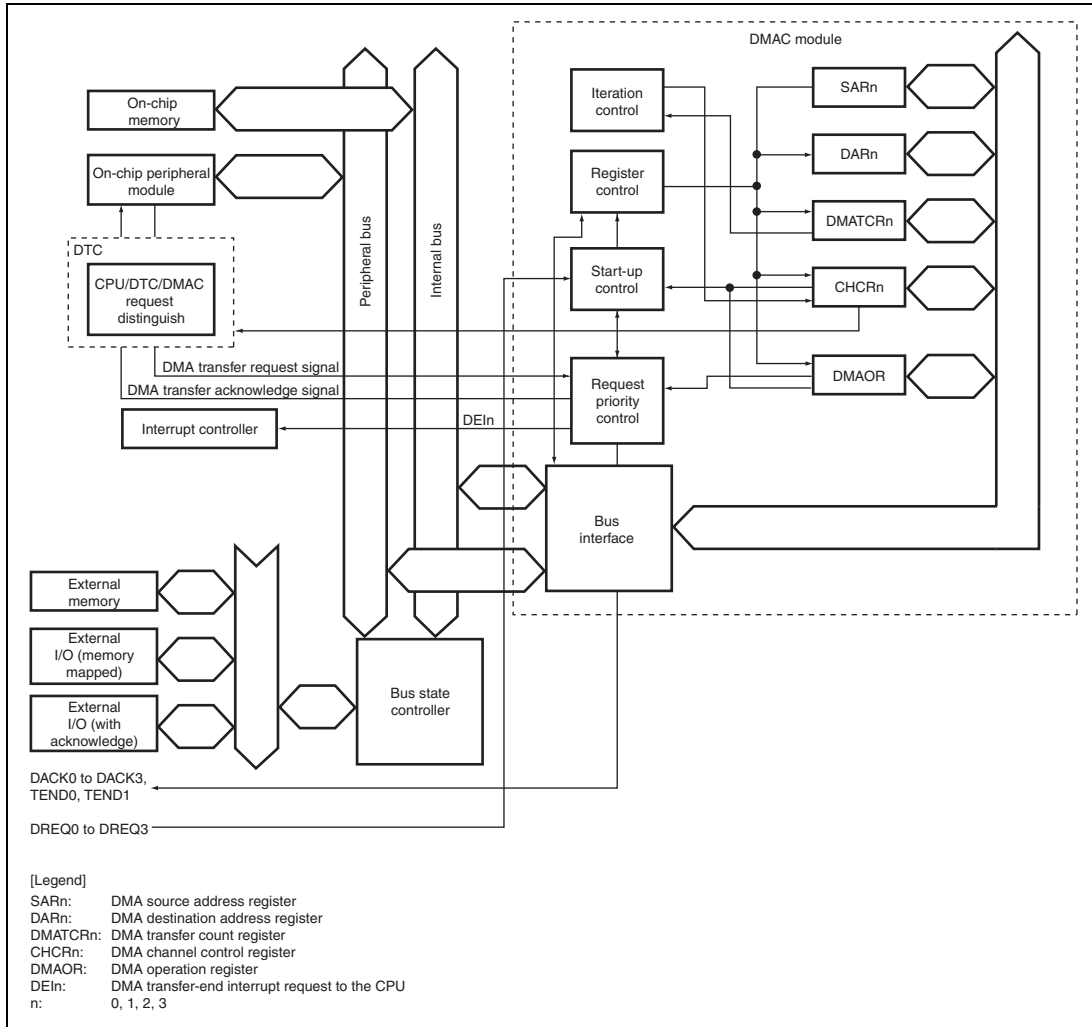 DMAC module
On-chip
memory
Iteration
control
SARn
On-chip peripheral
module
Register
control
DARn
DMATCRn
Peripheral bus
Internal bus
DTC
CPU/DTC/DMAC
request
distinguish
Start-up
control
CHCRn
DMA transfer request signal
DMA transfer acknowledge signal
Request
priority
control
DMAOR
Interrupt controller
DEIn
Bus
interface
External
memory
External
I/O (memory
mapped)
External
I/O (with
acknowledge)
Bus state
controller
DACK0 to DACK3,
TEND0, TEND1
DREQ0 to DREQ3
[Legend]
SARn: DMA source address register
DARn: DMA destination address register
DMATCRn: DMA transfer count register
CHCRn: DMA channel control register
DMAOR: DMA operation register
DEIn: DMA transfer-end interrupt request to the CPU
n: 0, 1, 2, 3